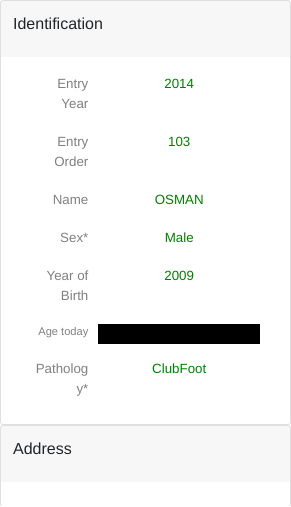 Identification
Entry
Year
2014
Entry
Order
103
Name
OSMAN
Sex*
Male
Year of
Birth
2009
Age today
Patholog
y*
ClubFoot
Address